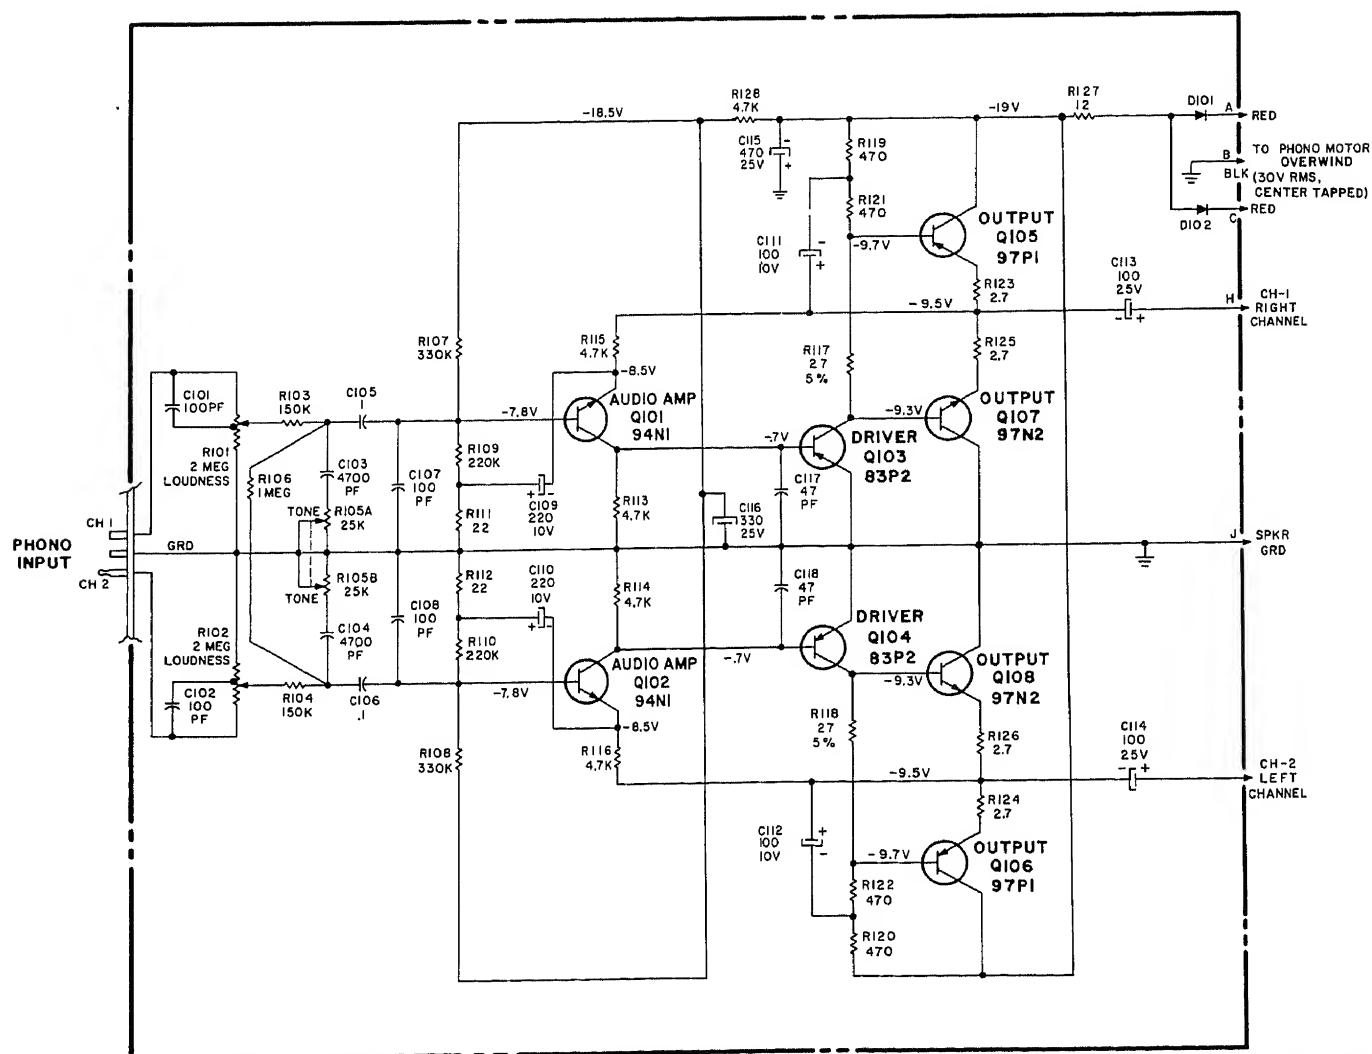 R128
4.7K
-18.5V
-19V
R127
12
D101
A
RED
B
BLK
TO PHONO MOTOR
OVERWIND
(30V RMS,
CENTER TAPPED)
RED
C
D102
C115
470
25V
-
+
R119
470
R121
470
-9.7V
OUTPUT
Q105
97P1
C111
100
10V
-
+
R123
2.7
C113
100
25V
-
+
H
CH-1
RIGHT
CHANNEL
-9.5V
R107
330K
R115
4.7K
-8.5V
R117
27
5%
R125
2.7
C101
100PF
R103
150K
C105
.1
-7.8V
AUDIO AMP
Q101
94N1
-9.3V
OUTPUT
Q107
97N2
-.7V
DRIVER
Q103
83P2
R101
2 MEG
LOUDNESS
R106
1 MEG
C103
4700
PF
C107
100
PF
R109
220K
R111
22
+
-
C109
220
10V
R113
4.7K
C116
330
25V
C117
47
PF
TONE
R105A
25K
PHONO
INPUT
CH 1
GRD
CH 2
J
SPKR
GRD
TONE
R105B
25K
R112
22
C110
220
10V
+
-
R114
4.7K
C118
47
PF
R102
2 MEG
LOUDNESS
C104
4700
PF
C108
100
PF
R110
220K
AUDIO AMP
Q102
94N1
-.7V
DRIVER
Q104
83P2
-9.3V
OUTPUT
Q108
97N2
C102
100
PF
R104
150K
C106
.1
-7.8V
-8.5V
R118
27
5%
R108
330K
R116
4.7K
R126
2.7
C114
100
25V
-
+
-9.5V
CH-2
LEFT
CHANNEL
C112
100
10V
+
-
R124
2.7
-9.7V
OUTPUT
Q106
97P1
R122
470
R120
470